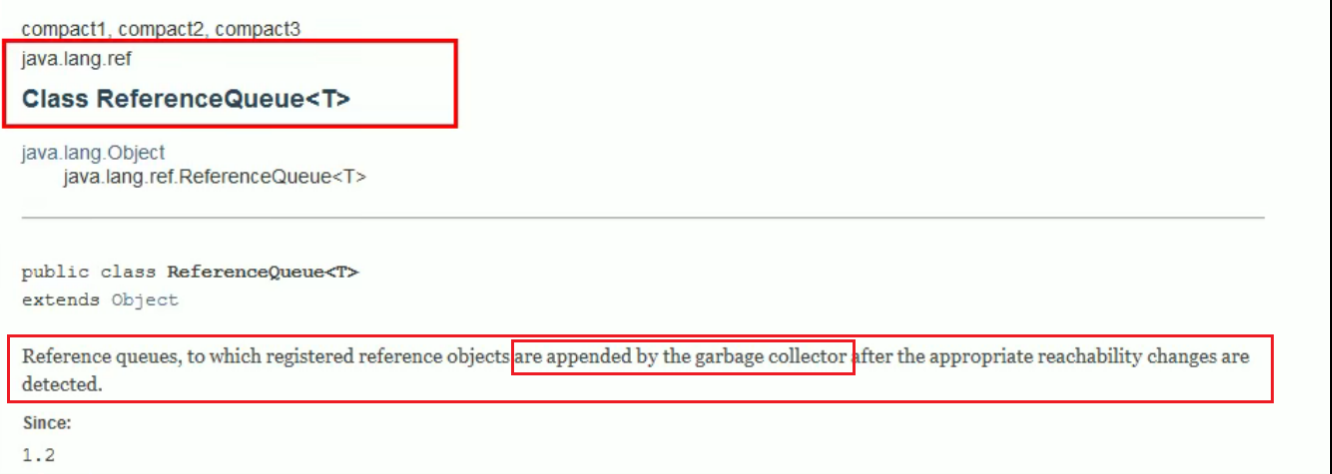 compact1, compact2, compact3
java.lang.ref
Class ReferenceQueue<T>
java.lang.Object
java.lang.ref.ReferenceQueue<T>
public class ReferenceQueue<T>
extends Object
Reference queues, to which registered reference objects are appended by the garbage collector after the appropriate reachability changes are
detected.
Since:
1.2